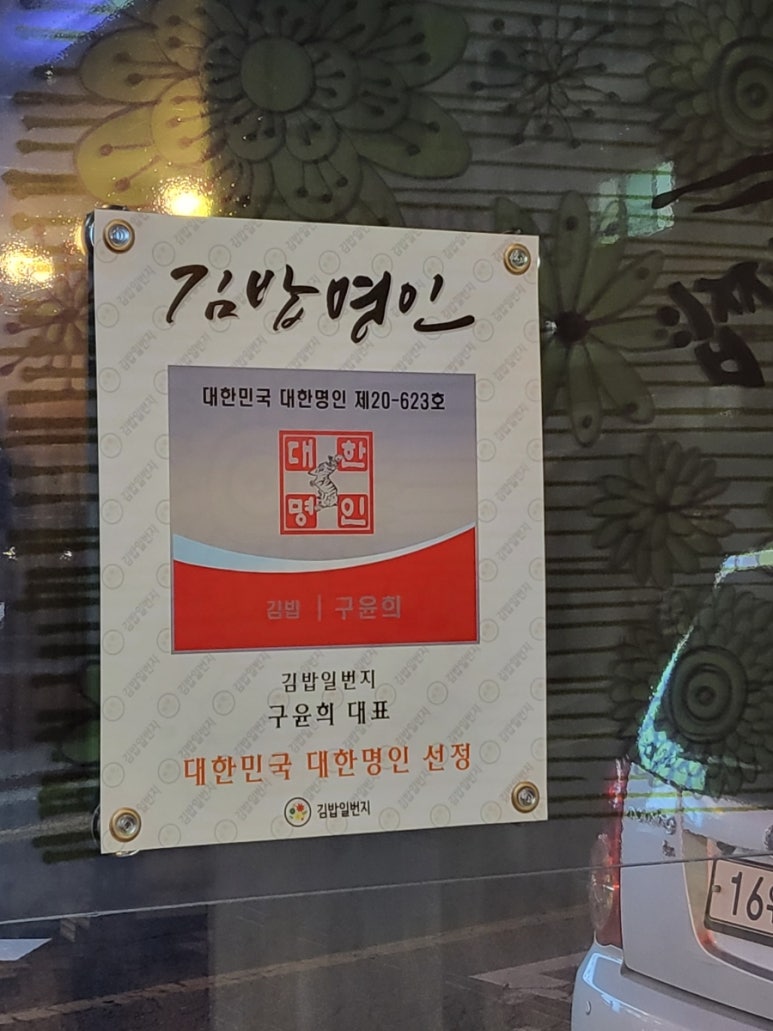 김밥명인
대한민국 대한명인 제20-623호
대한
명인
김밥 | 구윤희
김밥일번지
구윤희 대표
대한민국 대한명인 선정
김밥일번지
16